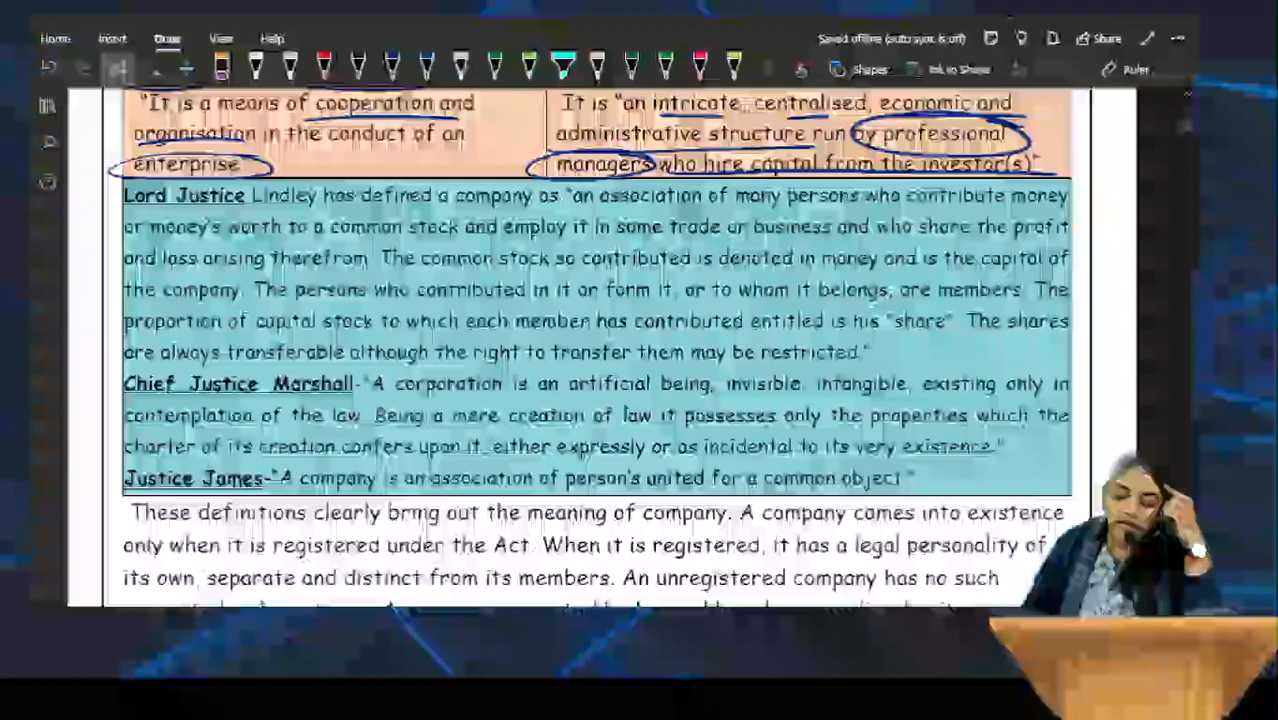 Home Insert Draw View Help Saved offline (auto sync is off) Share
Shapes Ink to Shape Ruler
"It is a means of cooperation and
organisation in the conduct of an
enterprise
It is "an intricate, centralised, economic and
administrative structure run by professional
managers who hire capital from the investor(s)"
Lord Justice Lindley has defined a company as "an association of many persons who contribute money
or money's worth to a common stock and employ it in some trade or business and who share the profit
and loss arising therefrom. The common stock so contributed is denoted in money and is the capital of
the company. The persons who contributed in it or form it, or to whom it belongs, are members. The
proportion of capital stock to which each member has contributed entitled is his "share". The shares
are always transferable although the right to transfer them may be restricted."
Chief Justice Marshall-"A corporation is an artificial being, invisible, intangible, existing only in
contemplation of the law. Being a mere creation of law it possesses only the properties which the
charter of its creation confers upon it, either expressly or as incidental to its very existence."
Justice James-"A company is an association of person's united for a common object."
These definitions clearly bring out the meaning of company. A company comes into existence
only when it is registered under the Act. When it is registered, it has a legal personality of
its own, separate and distinct from its members. An unregistered company has no such